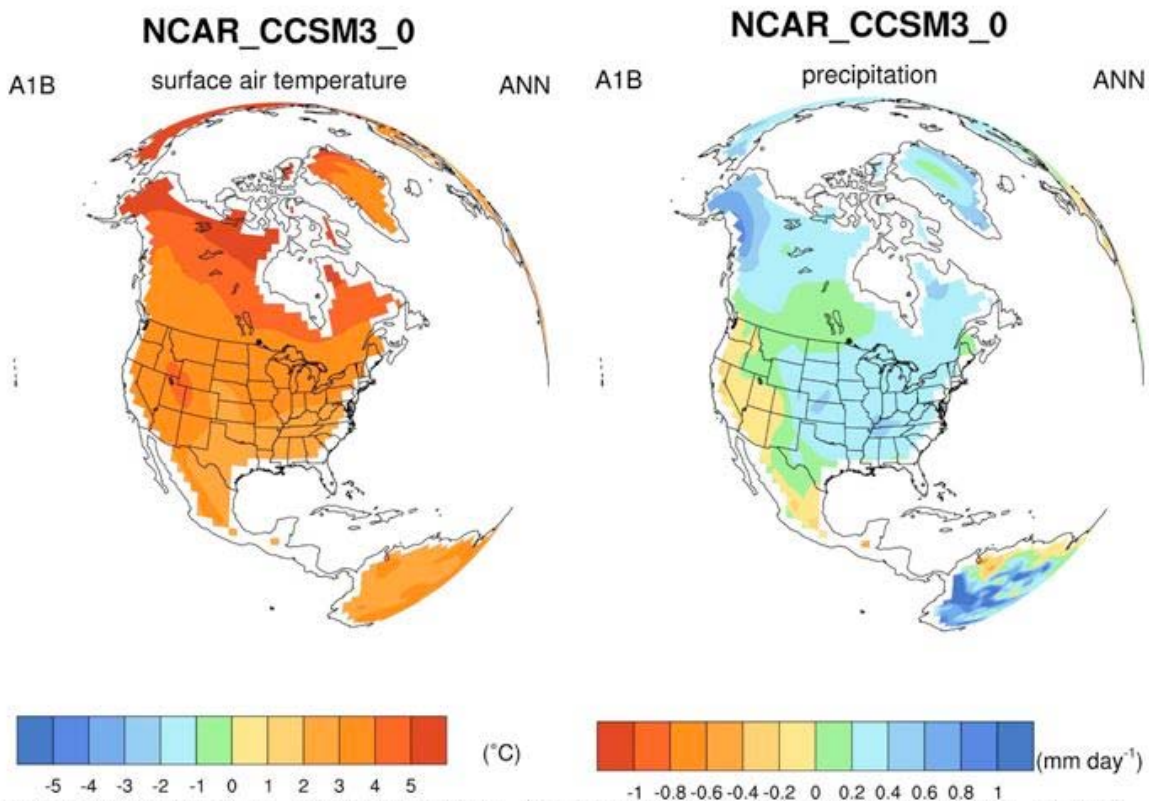 NCAR_CCSM3_0
A1B surface air temperature ANN
-5 -4 -3 -2 -1 0 1 2 3 4 5 (°C)
NCAR_CCSM3_0
A1B precipitation ANN
-1 -0.8 -0.6 -0.4 -0.2 0 0.2 0.4 0.6 0.8 1 (mm day⁻¹)